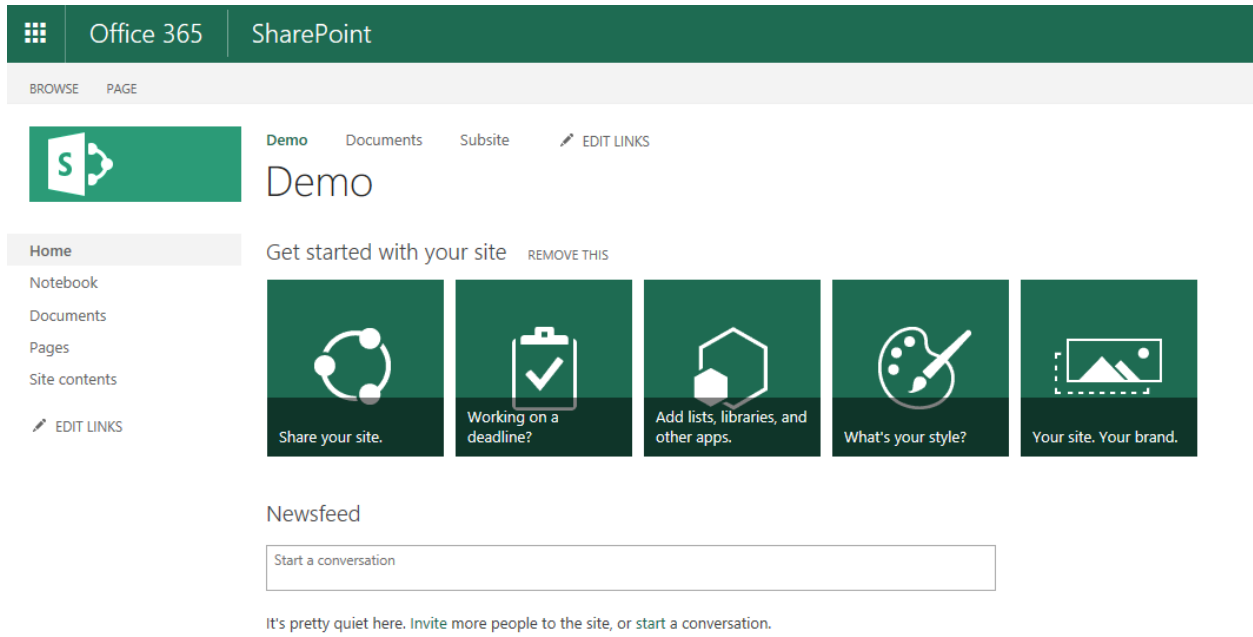 Office 365 SharePoint
BROWSE PAGE
S
Demo Documents Subsite EDIT LINKS
Demo
Home
Notebook
Documents
Pages
Site contents
EDIT LINKS
Get started with your site REMOVE THIS
Share your site.
Working on a
deadline?
Add lists, libraries, and
other apps.
What's your style?
Your site. Your brand.
Newsfeed
Start a conversation
It's pretty quiet here. Invite more people to the site, or start a conversation.